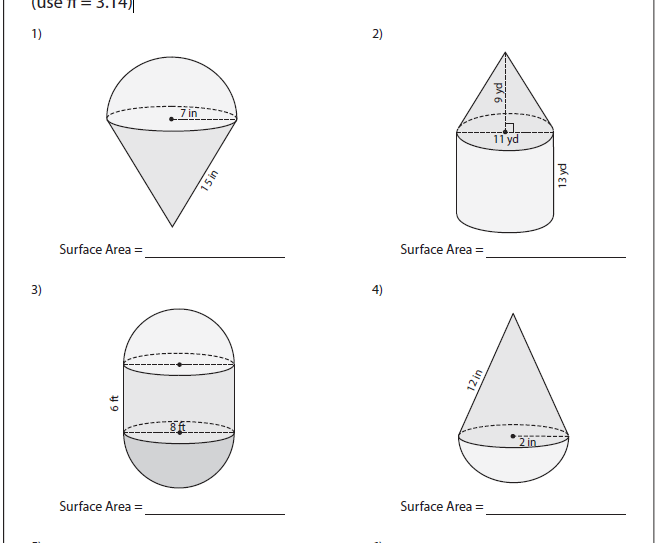 (use π = 3.14)
1)
2)
7 in
15 in
9 yd
11 yd
13 yd
Surface Area =
Surface Area =
3)
4)
6 ft
8 ft
12 in
2 in
Surface Area =
Surface Area =